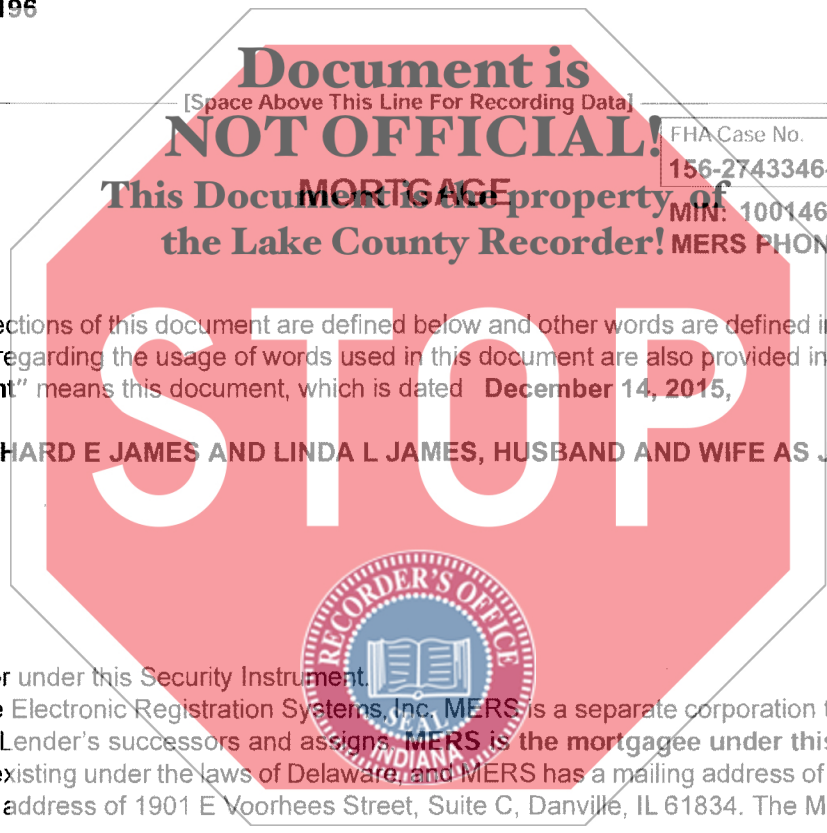 196
Document is
[Space Above This Line For Recording Data]
NOT OFFICIAL!
FHA Case No.
156-2743346
MORTGAGE
This Document is the property of
MIN: 100146
the Lake County Recorder!
MERS PHON
ections of this document are defined below and other words are defined i
regarding the usage of words used in this document are also provided in
nt" means this document, which is dated December 14, 2015,
HARD E JAMES AND LINDA L JAMES, HUSBAND AND WIFE AS J
STOP
RECORDER'S OFFICE
SEAL
INDIANA
r under this Security Instrument.
e Electronic Registration Systems, Inc. MERS is a separate corporation t
Lender's successors and assigns. MERS is the mortgagee under this
existing under the laws of Delaware, and MERS has a mailing address of
address of 1901 E Voorhees Street, Suite C, Danville, IL 61834. The M